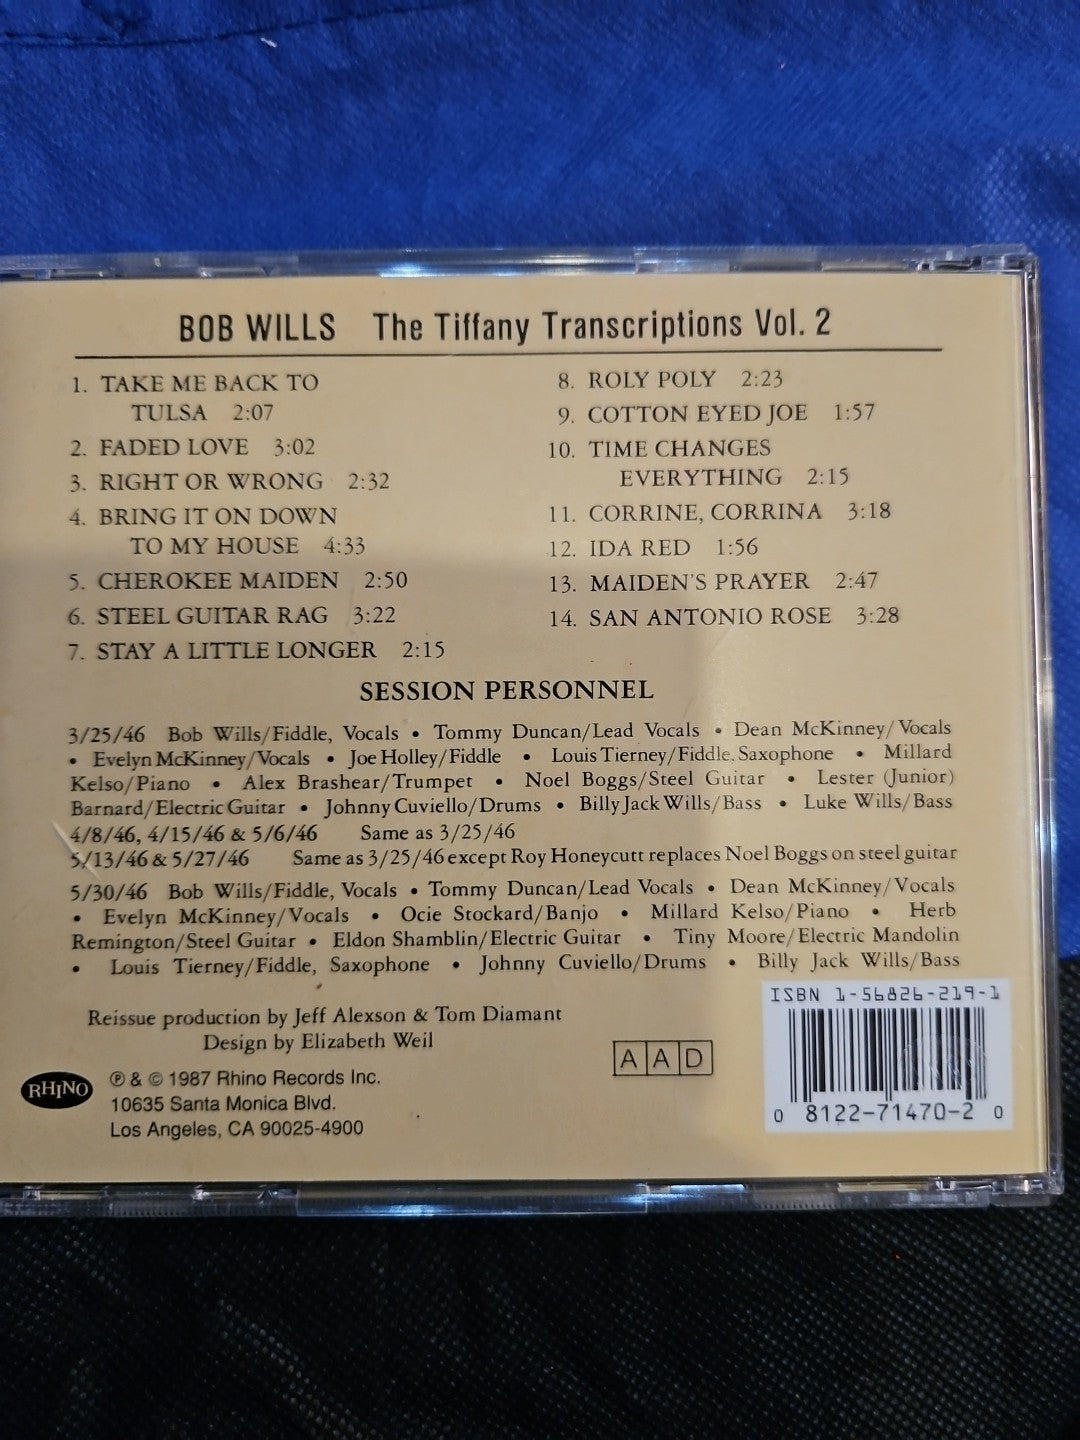 BOB WILLS The Tiffany Transcriptions Vol. 2
1. TAKE ME BACK TO
TULSA 2:07
2. FADED LOVE 3:02
3. RIGHT OR WRONG 2:32
4. BRING IT ON DOWN
TO MY HOUSE 4:33
5. CHEROKEE MAIDEN 2:50
6. STEEL GUITAR RAG 3:22
7. STAY A LITTLE LONGER 2:15
8. ROLY POLY 2:23
9. COTTON EYED JOE 1:57
10. TIME CHANGES
EVERYTHING 2:15
11. CORRINE, CORRINA 3:18
12. IDA RED 1:56
13. MAIDEN'S PRAYER 2:47
14. SAN ANTONIO ROSE 3:28
SESSION PERSONNEL
3/25/46 Bob Wills/Fiddle, Vocals • Tommy Duncan/Lead Vocals • Dean McKinney/Vocals
• Evelyn McKinney/Vocals • Joe Holley/Fiddle • Louis Tierney/Fiddle, Saxophone • Millard
Kelso/Piano • Alex Brashear/Trumpet • Noel Boggs/Steel Guitar • Lester (Junior)
Barnard/Electric Guitar • Johnny Cuviello/Drums • Billy Jack Wills/Bass • Luke Wills/Bass
4/8/46, 4/15/46 & 5/6/46 Same as 3/25/46
5/13/46 & 5/27/46 Same as 3/25/46 except Roy Honeycutt replaces Noel Boggs on steel guitar
5/30/46 Bob Wills/Fiddle, Vocals • Tommy Duncan/Lead Vocals • Dean McKinney/Vocals
• Evelyn McKinney/Vocals • Ocie Stockard/Banjo • Millard Kelso/Piano • Herb
Remington/Steel Guitar • Eldon Shamblin/Electric Guitar • Tiny Moore/Electric Mandolin
• Louis Tierney/Fiddle, Saxophone • Johnny Cuviello/Drums • Billy Jack Wills/Bass
Reissue production by Jeff Alexson & Tom Diamant
Design by Elizabeth Weil
RHINO
℗ & © 1987 Rhino Records Inc.
10635 Santa Monica Blvd.
Los Angeles, CA 90025-4900
AAD
ISBN 1-56826-219-1
0 8122-71470-2 0